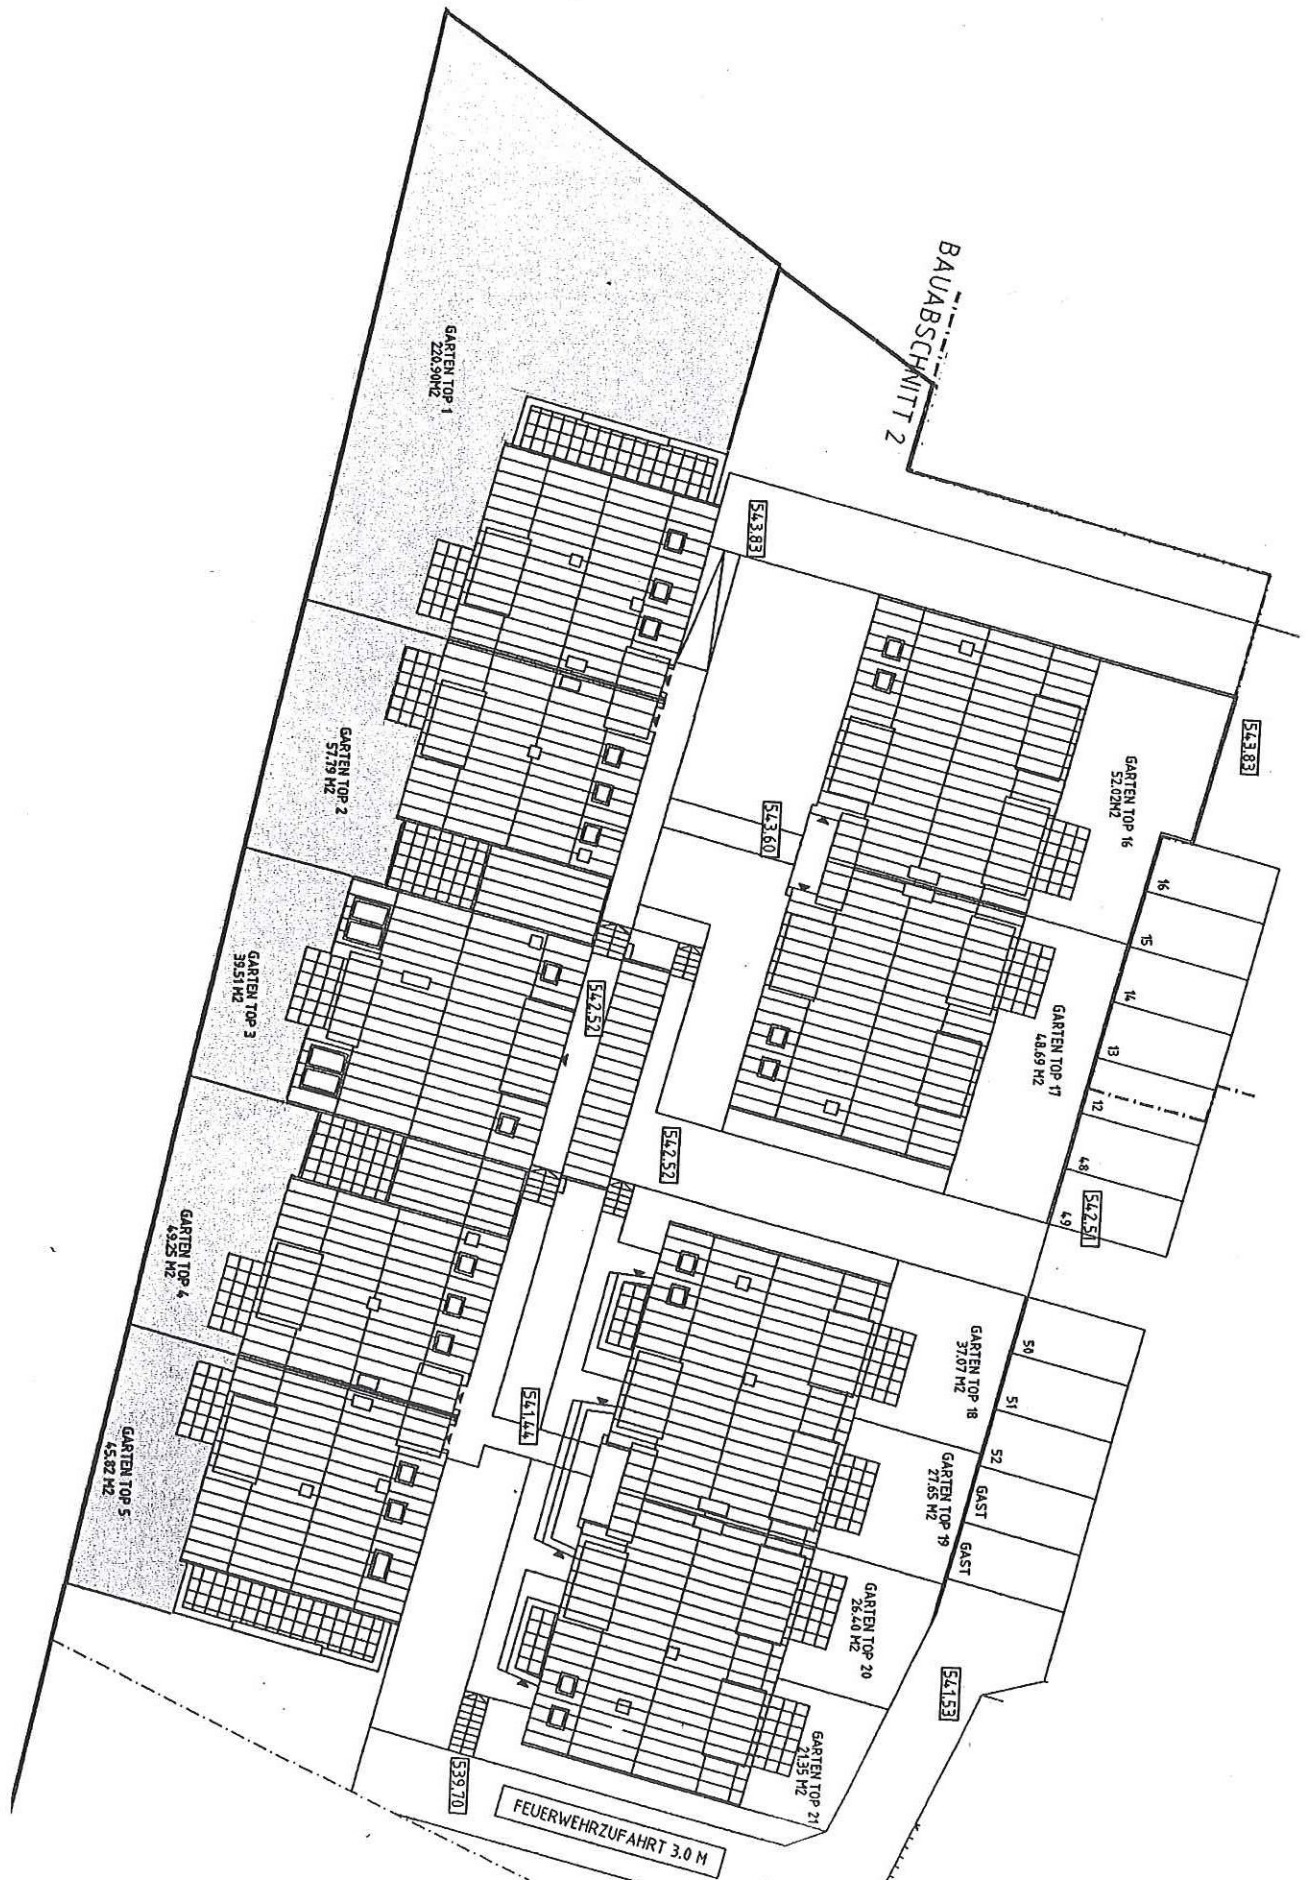 BAUABSCHNITT 2
GARTEN TOP 1
220.90M2
543.83
543.83
GARTEN TOP 16
52.02M2
GARTEN TOP 2
57.79 M2
543.60
16
15
14
13
12
48
49
GARTEN TOP 17
48.69 M2
GARTEN TOP 3
39.51 M2
542.52
542.52
542.51
GARTEN TOP 4
49.25 M2
GARTEN TOP 18
37.07 M2
50
51
52
GAST
GAST
541.44
GARTEN TOP 19
27.65 M2
GARTEN TOP 5
45.82 M2
GARTEN TOP 20
26.40 M2
541.53
GARTEN TOP 21
21.35 M2
539.70
FEUERWEHRZUFAHRT 3.0 M